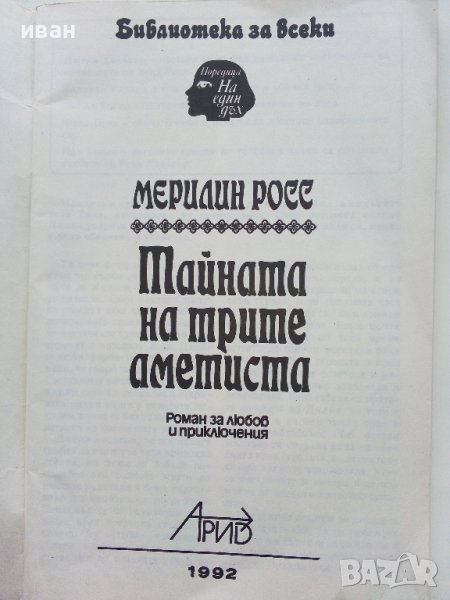 иван
Библиотека за всеки
Поредица
На
един
дъх
МЕРИЛИН РОСС
Тайната
на трите
аметиста
Роман за любов
и приключения
АРИВ
1992
BAZAR